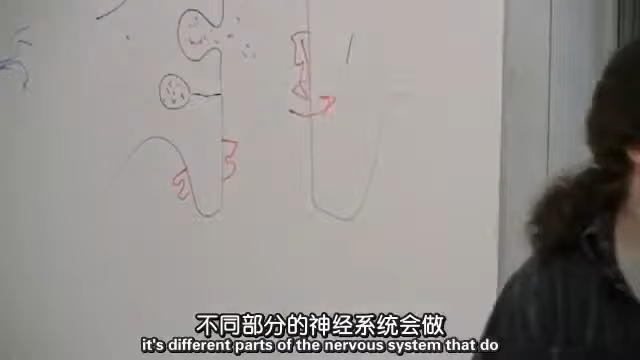 不同部分的神经系统会做
it's different parts of the nervous system that do